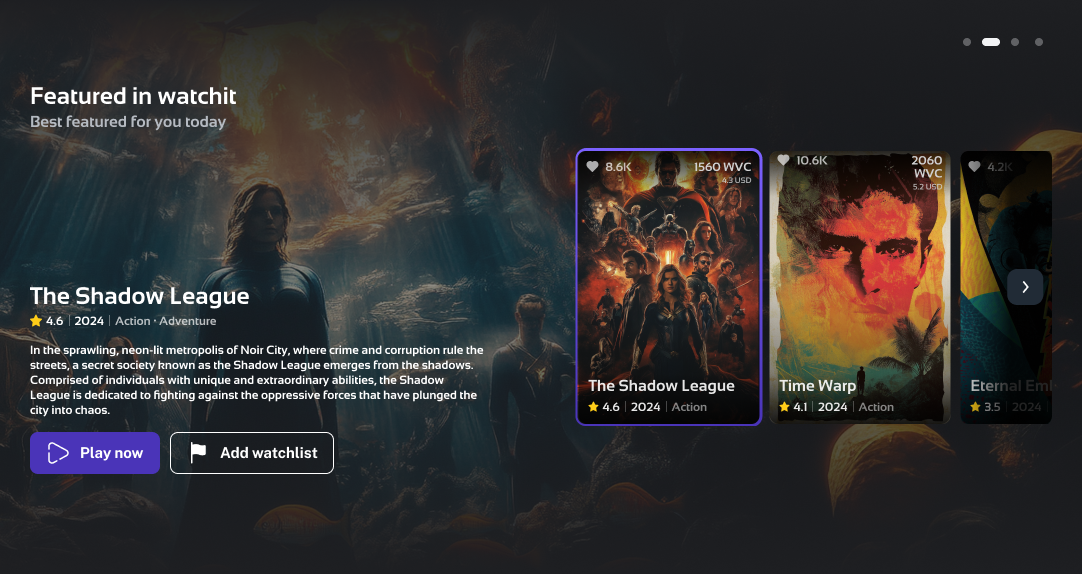 Featured in watchit
Best featured for you today
The Shadow League
4.6 | 2024 | Action · Adventure
In the sprawling, neon-lit metropolis of Noir City, where crime and corruption rule the
streets, a secret society known as the Shadow League emerges from the shadows.
Comprised of individuals with unique and extraordinary abilities, the Shadow
League is dedicated to fighting against the oppressive forces that have plunged the
city into chaos.
Play now
Add watchlist
8.6K
1560 WVC
4.3 USD
The Shadow League
4.6 | 2024 | Action
10.6K
2060
WVC
5.2 USD
Time Warp
4.1 | 2024 | Action
4.2K
Eternal
3.5 | 2024